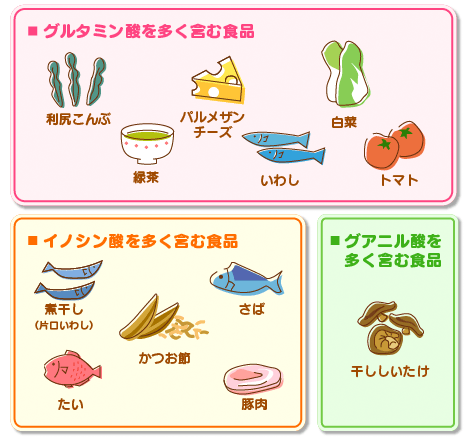 ■ グルタミン酸を多く含む食品
利尻こんぶ
パルメザン
チーズ
白菜
緑茶
いわし
トマト
■ イノシン酸を多く含む食品
煮干し
(片口いわし)
かつお節
さば
たい
豚肉
■ グアニル酸を
多く含む食品
干ししいたけ